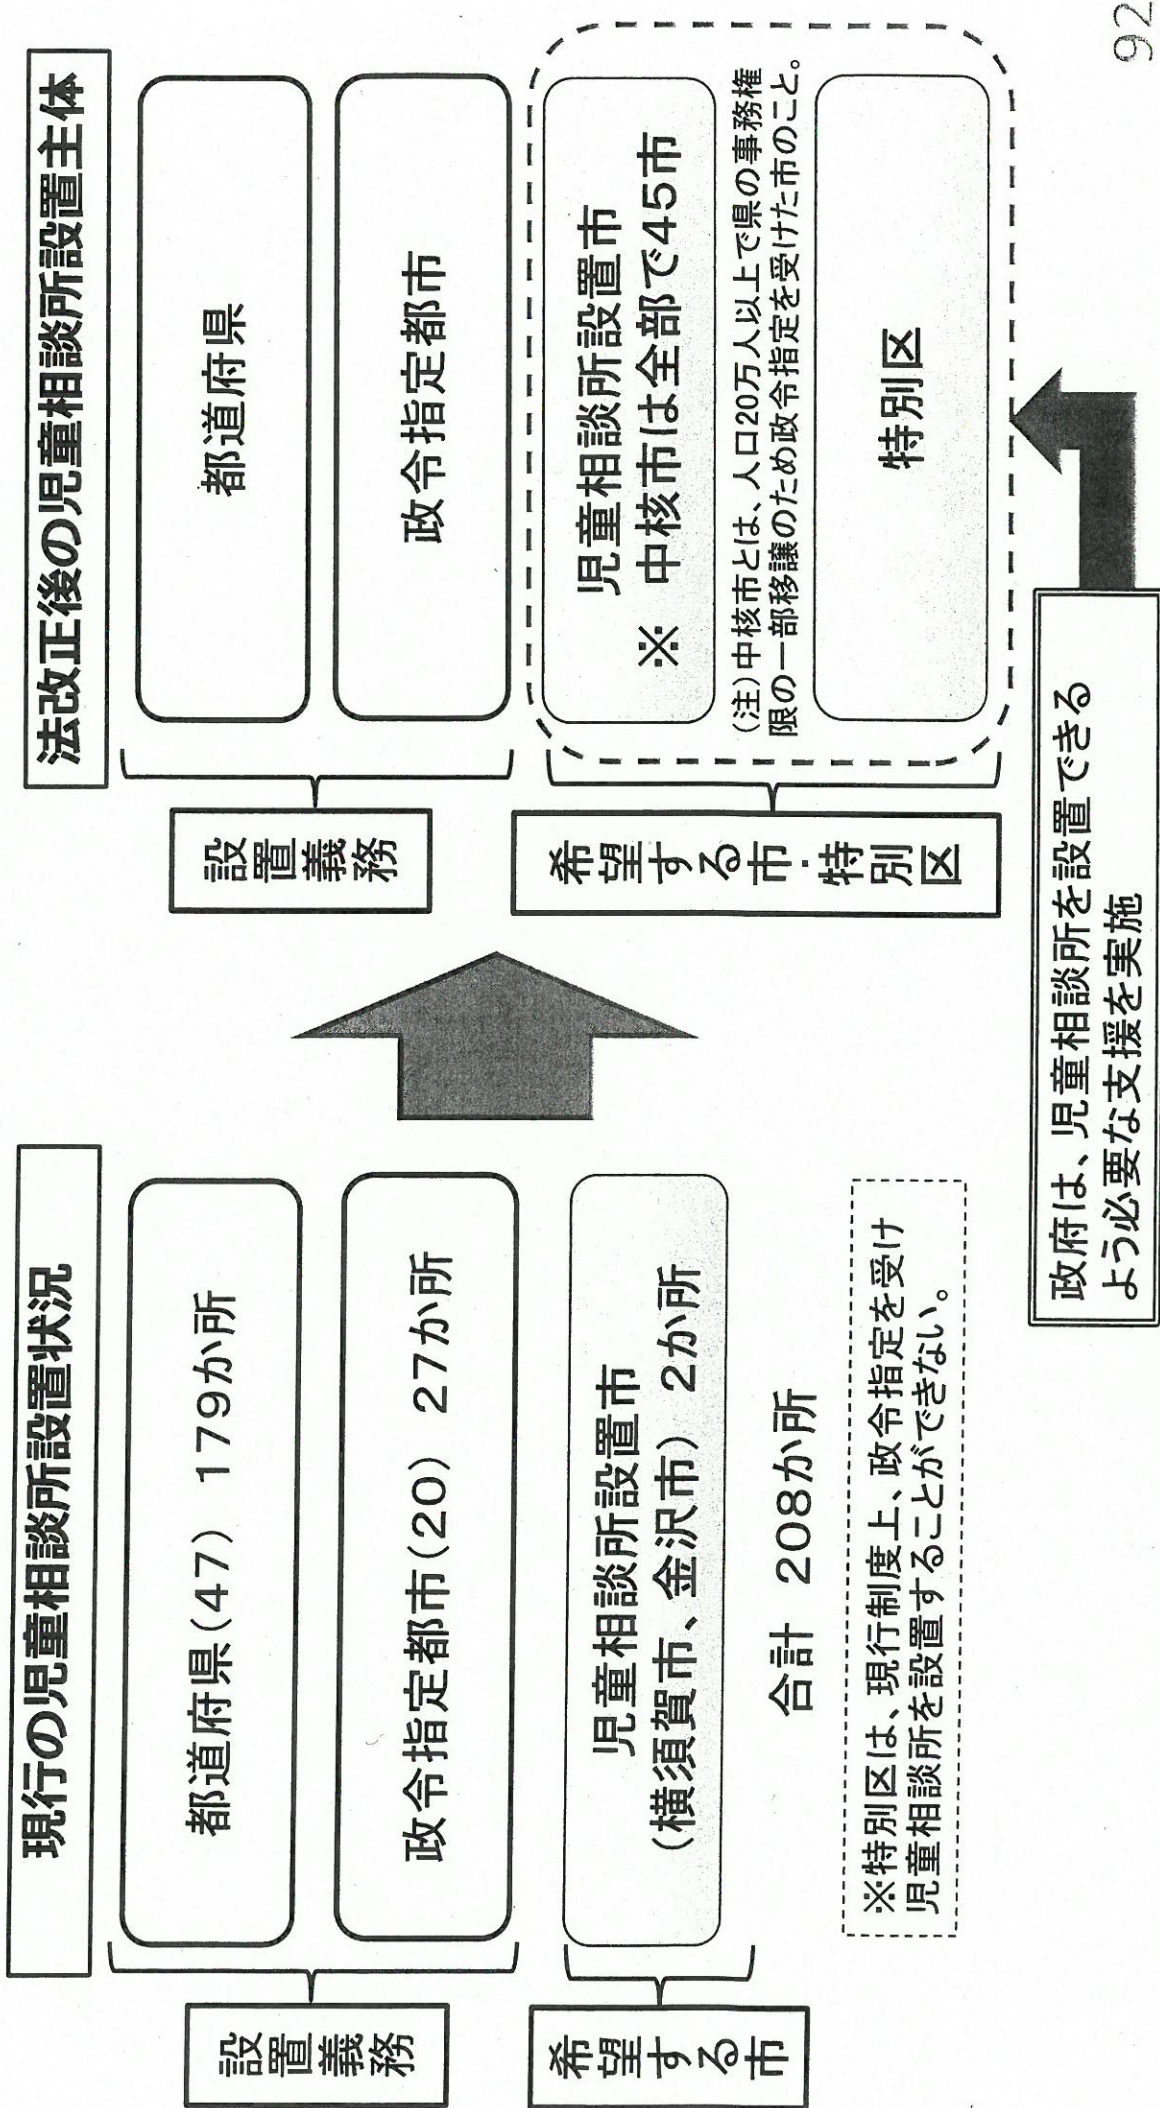 現行の児童相談所設置状況
設置義務
都道府県(47) 179か所
政令指定都市(20) 27か所
希望する市
児童相談所設置市
(横須賀市、金沢市) 2か所
合計 208か所
※特別区は、現行制度上、政令指定を受け
児童相談所を設置することができない。
法改正後の児童相談所設置主体
設置義務
都道府県
政令指定都市
希望する市・特別区
児童相談所設置市
※ 中核市は全部で45市
(注)中核市とは、人口20万人以上で県の事務権
限の一部移譲のため政令指定を受けた市のこと。
特別区
政府は、児童相談所を設置できる
よう必要な支援を実施
92